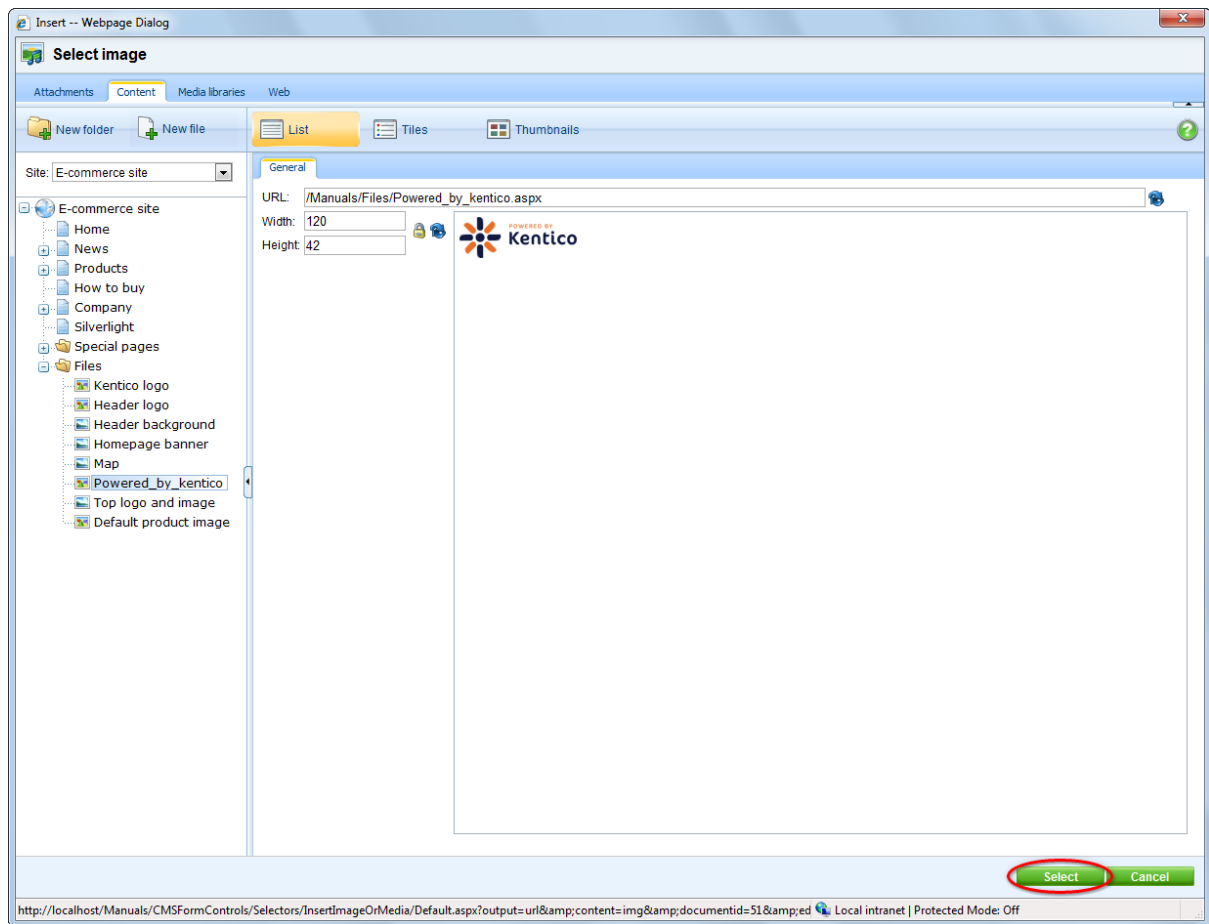 Insert -- Webpage Dialog
x
Select image
Attachments Content Media libraries Web
New folder New file List Tiles Thumbnails ?
Site: E-commerce site
General
URL: /Manuals/Files/Powered_by_kentico.aspx
Width: 120
Height: 42
POWERED BY
Kentico
E-commerce site
Home
News
Products
How to buy
Company
Silverlight
Special pages
Files
Kentico logo
Header logo
Header background
Homepage banner
Map
Powered_by_kentico
Top logo and image
Default product image
Select Cancel
http://localhost/Manuals/CMSFormControls/Selectors/InsertImageOrMedia/Default.aspx?output=url&amp;content=img&amp;documentid=51&amp;ed Local intranet | Protected Mode: Off